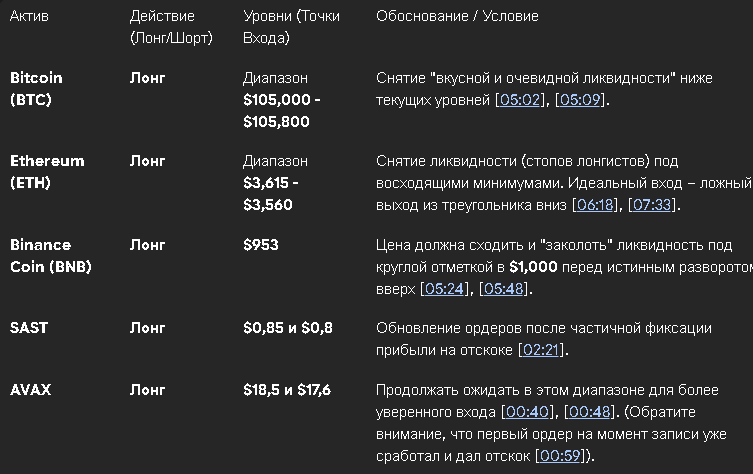 Актив Действие (Лонг/Шорт) Уровни (Точки Входа) Обоснование / Условие
Bitcoin (BTC) Лонг Диапазон $105,000 - $105,800 Снятие "вкусной и очевидной ликвидности" ниже
текущих уровней [05:02], [05:09].
Ethereum (ETH) Лонг Диапазон $3,615 - $3,560 Снятие ликвидности (стопов лонгистов) под
восходящими минимумами. Идеальный вход – ложный
выход из треугольника вниз [06:18], [07:33].
Binance Coin (BNB) Лонг $953 Цена должна сходить и "заколоть" ликвидность под
круглой отметкой в $1,000 перед истинным разворотом
вверх [05:24], [05:48].
SAST Лонг $0,85 и $0,8 Обновление ордеров после частичной фиксации
прибыли на отскоке [02:21].
AVAX Лонг $18,5 и $17,6 Продолжать ожидать в этом диапазоне для более
уверенного входа [00:40], [00:48]. (Обратите
внимание, что первый ордер на момент записи уже
сработал и дал отскок [00:59]).